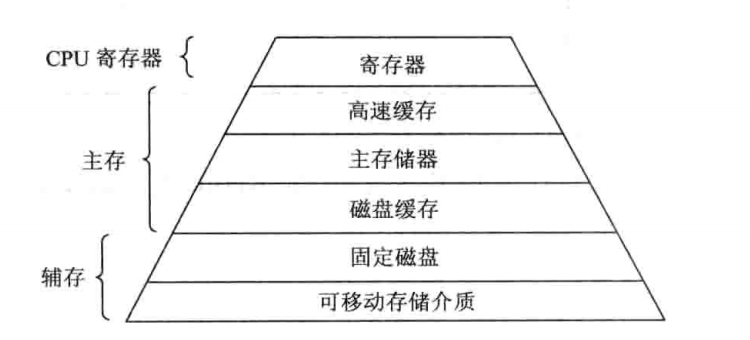 CPU 寄存器
寄存器
高速缓存
主存
主存储器
磁盘缓存
固定磁盘
辅存
可移动存储介质